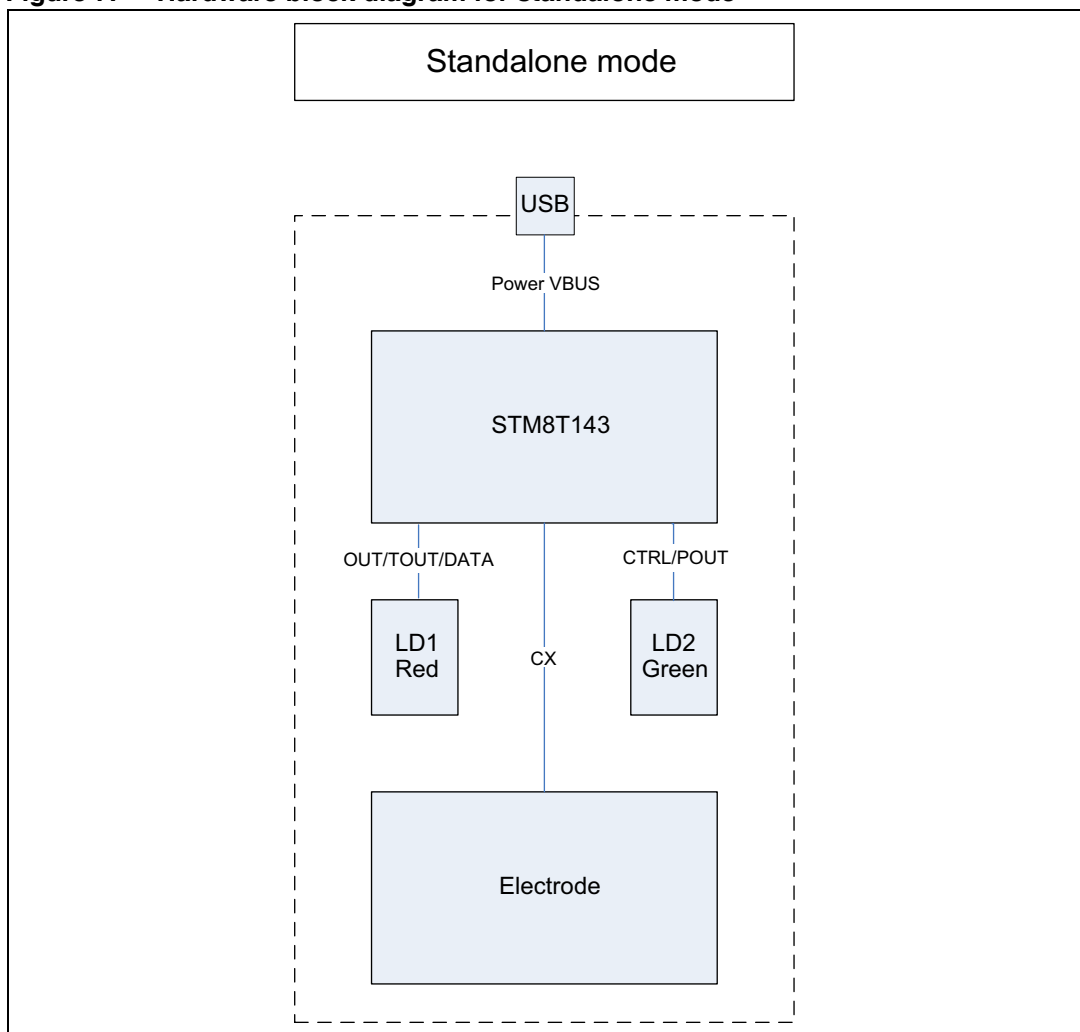 Standalone mode
USB
Power VBUS
STM8T143
OUT/TOUT/DATA
CTRL/POUT
LD1
Red
CX
LD2
Green
Electrode